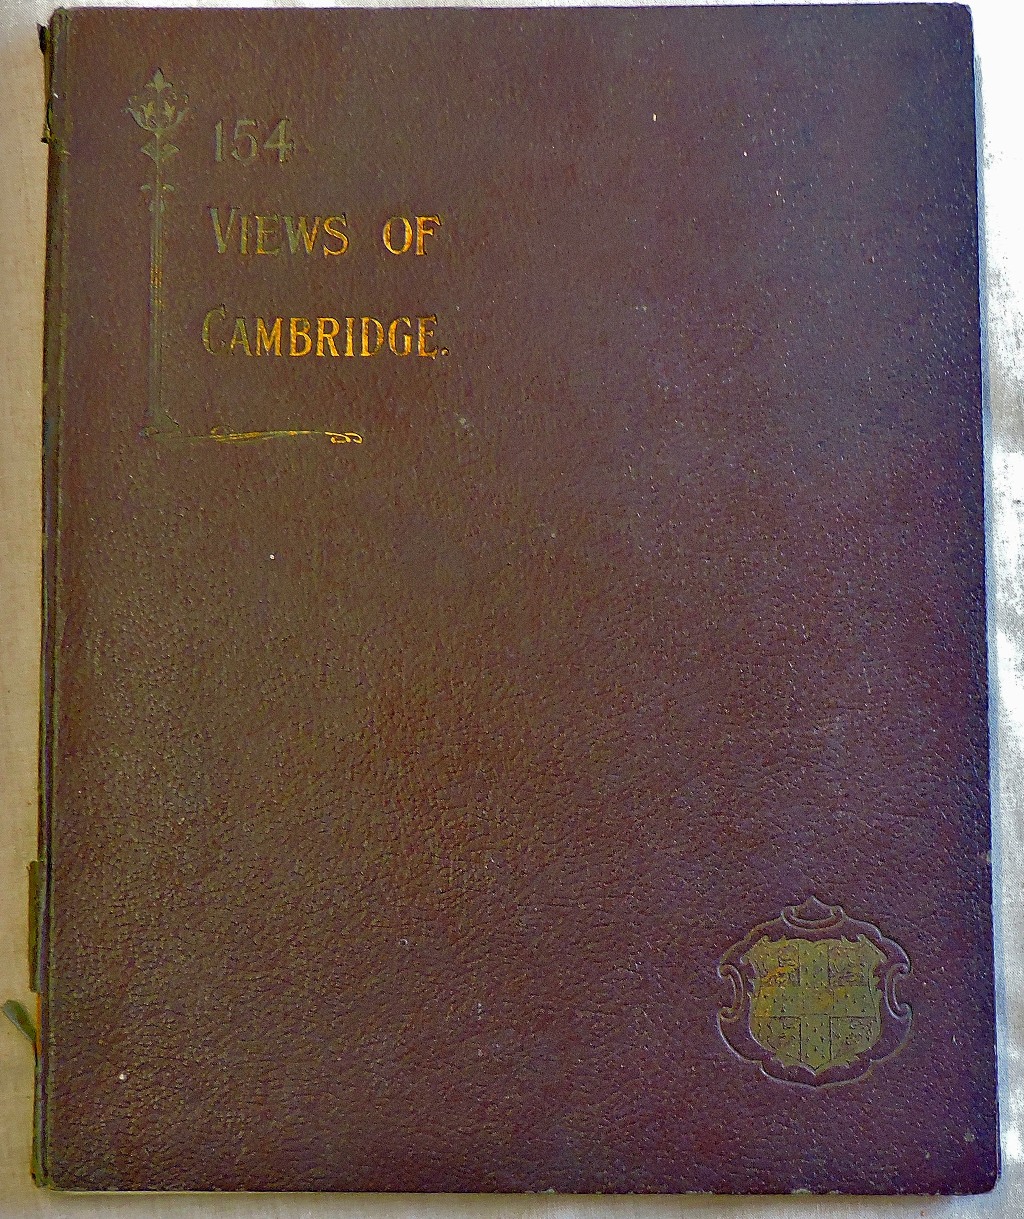 154
VIEWS OF
CAMBRIDGE.